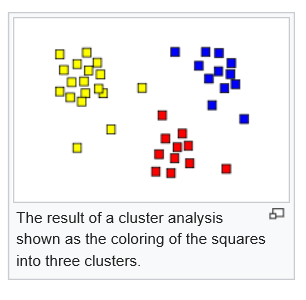 The result of a cluster analysis
shown as the coloring of the squares
into three clusters.